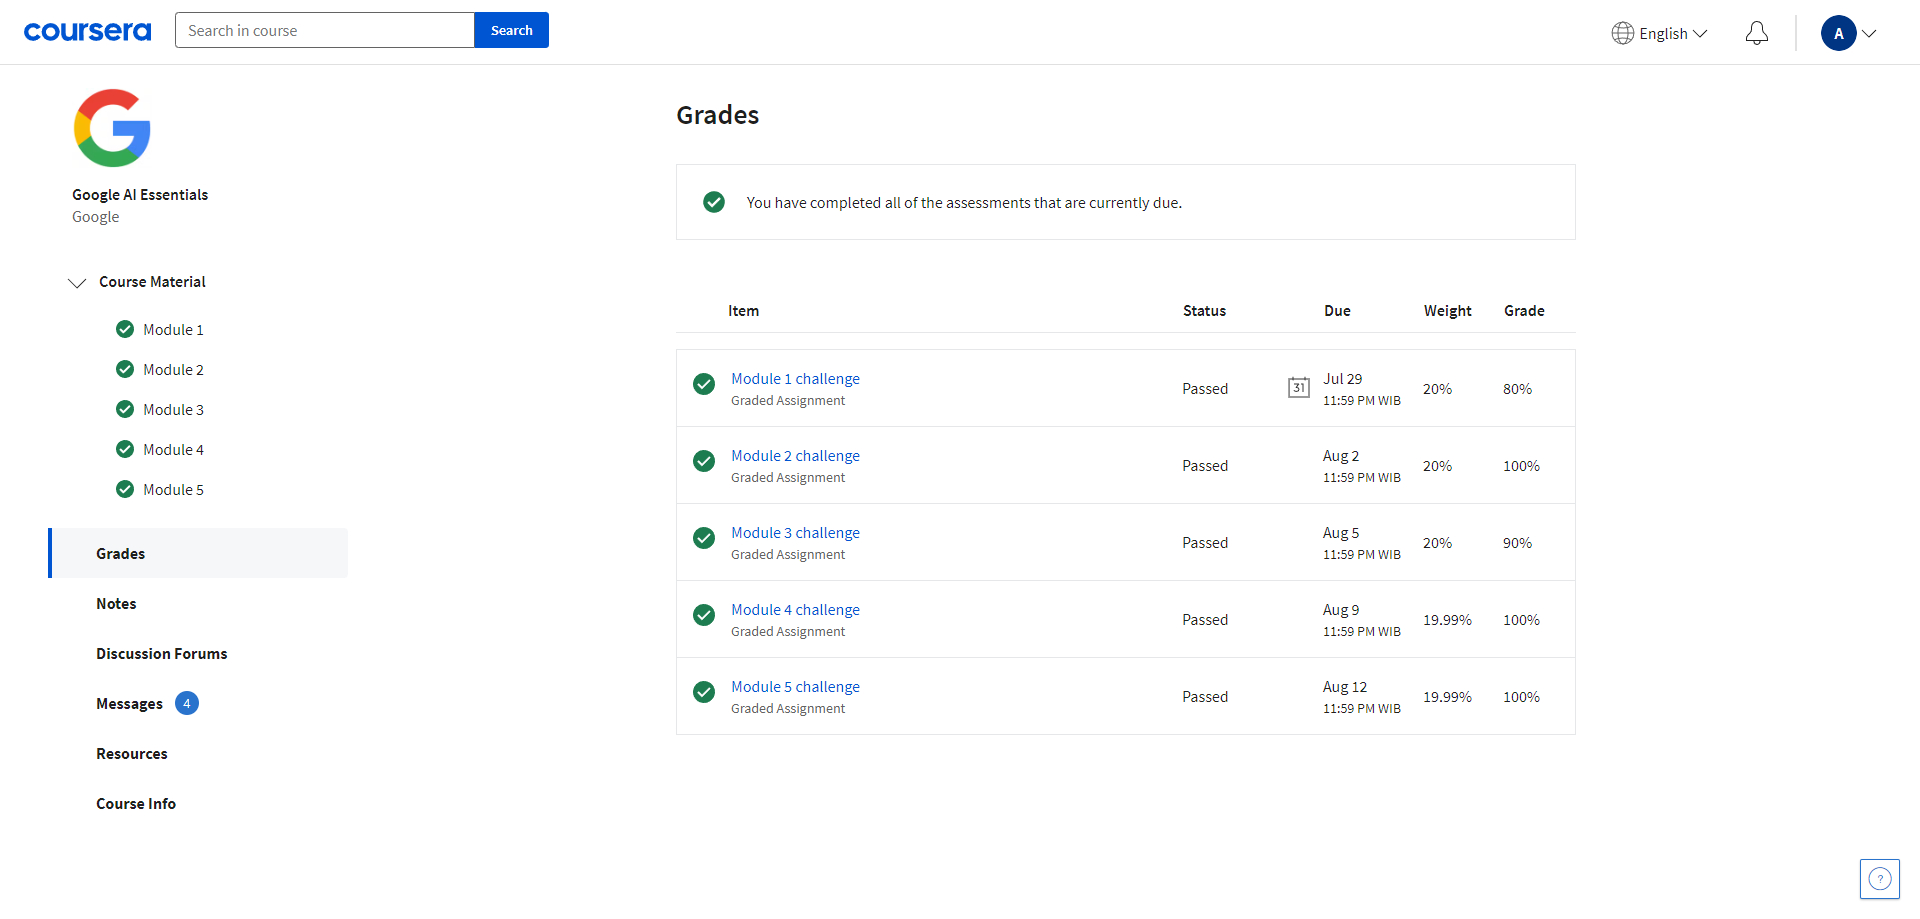 coursera
Search in course
Search
English
A
Google AI Essentials
Google
Course Material
Module 1
Module 2
Module 3
Module 4
Module 5
Grades
Notes
Discussion Forums
Messages 4
Resources
Course Info
Grades
You have completed all of the assessments that are currently due.
Item Status Due Weight Grade
Module 1 challenge
Graded Assignment
Passed
31
Jul 29
11:59 PM WIB
20%
80%
Module 2 challenge
Graded Assignment
Passed
Aug 2
11:59 PM WIB
20%
100%
Module 3 challenge
Graded Assignment
Passed
Aug 5
11:59 PM WIB
20%
90%
Module 4 challenge
Graded Assignment
Passed
Aug 9
11:59 PM WIB
19.99%
100%
Module 5 challenge
Graded Assignment
Passed
Aug 12
11:59 PM WIB
19.99%
100%
?